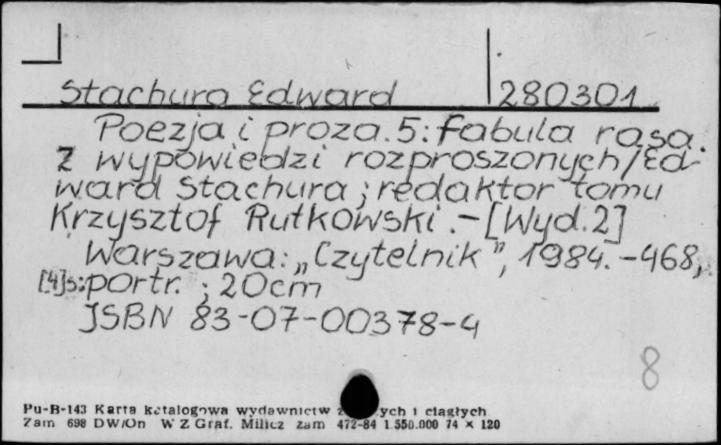 Stachura Edward 280301
Poezja i proza. 5: Fabula rasa.
Z wypowiedzi rozproszonych / Ed-
ward Stachura ; redaktor tomu
Krzysztof Rutkowski. - [Wyd. 2]
Warszawa: „Czytelnik”, 1984. - 468,
[4]s: portr. ; 20cm
ISBN 83-07-00378-4
8
Pu-B-143 Karta katalogowa wydawnictw ych i ciągłych
Zam 698 DW/On W Z Graf. Milicz zam 472-84 1.550.000 74 x 120